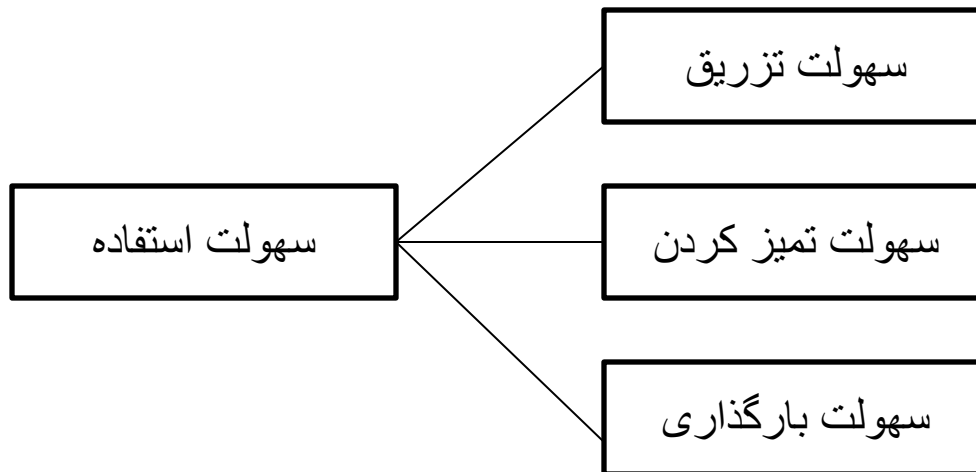 سهولت تزریق
سهولت استفاده
سهولت تمیز کردن
سهولت بارگذاری